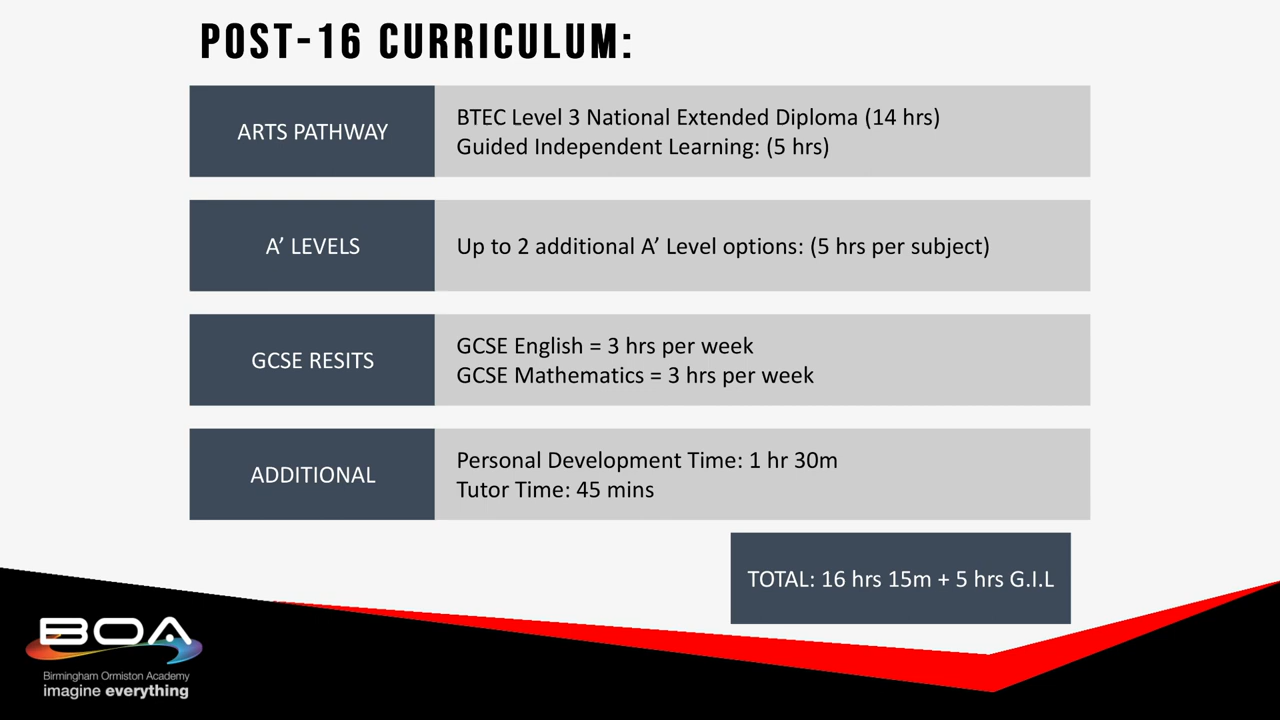 POST-16 CURRICULUM:
ARTS PATHWAY
BTEC Level 3 National Extended Diploma (14 hrs)
Guided Independent Learning: (5 hrs)
A’ LEVELS
Up to 2 additional A’ Level options: (5 hrs per subject)
GCSE RESITS
GCSE English = 3 hrs per week
GCSE Mathematics = 3 hrs per week
ADDITIONAL
Personal Development Time: 1 hr 30m
Tutor Time: 45 mins
TOTAL: 16 hrs 15m + 5 hrs G.I.L
BOA
Birmingham Ormiston Academy
imagine everything